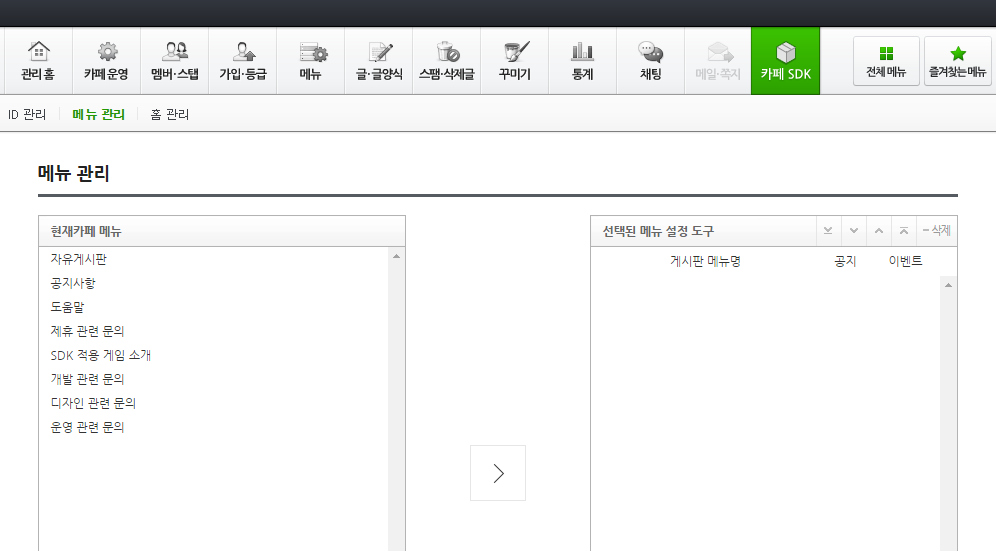 관리 홈 카페 운영 멤버·스탭 가입·등급 메뉴 글·글양식 스팸·삭제글 꾸미기 통계 채팅 메일·쪽지 카페 SDK 전체 메뉴 즐겨찾는 메뉴
ID 관리 메뉴 관리 홈 관리
메뉴 관리
현재카페 메뉴
자유게시판
공지사항
도움말
제휴 관련 문의
SDK 적용 게임 소개
개발 관련 문의
디자인 관련 문의
운영 관련 문의
선택된 메뉴 설정 도구 삭제
게시판 메뉴명 공지 이벤트